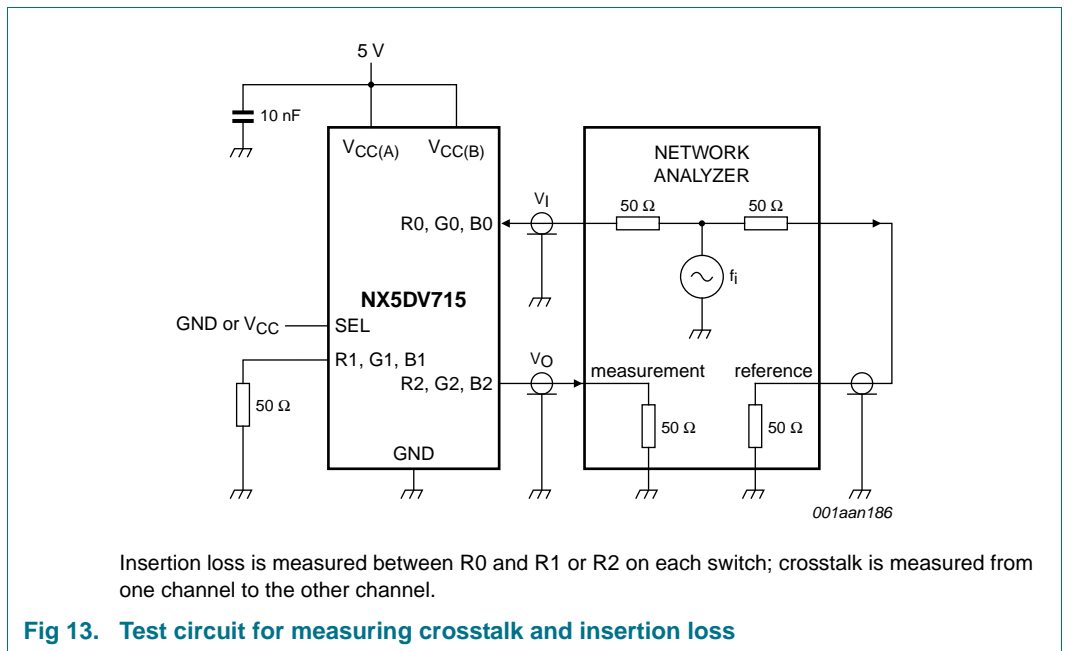 5 V
10 nF
VCC(A) VCC(B)
NETWORK
ANALYZER
VI
50 Ω 50 Ω
R0, G0, B0
fi
NX5DV715
GND or VCC
SEL
R1, G1, B1
VO
measurement reference
R2, G2, B2
50 Ω
50 Ω 50 Ω
GND
001aan186
Insertion loss is measured between R0 and R1 or R2 on each switch; crosstalk is measured from
one channel to the other channel.
Fig 13. Test circuit for measuring crosstalk and insertion loss